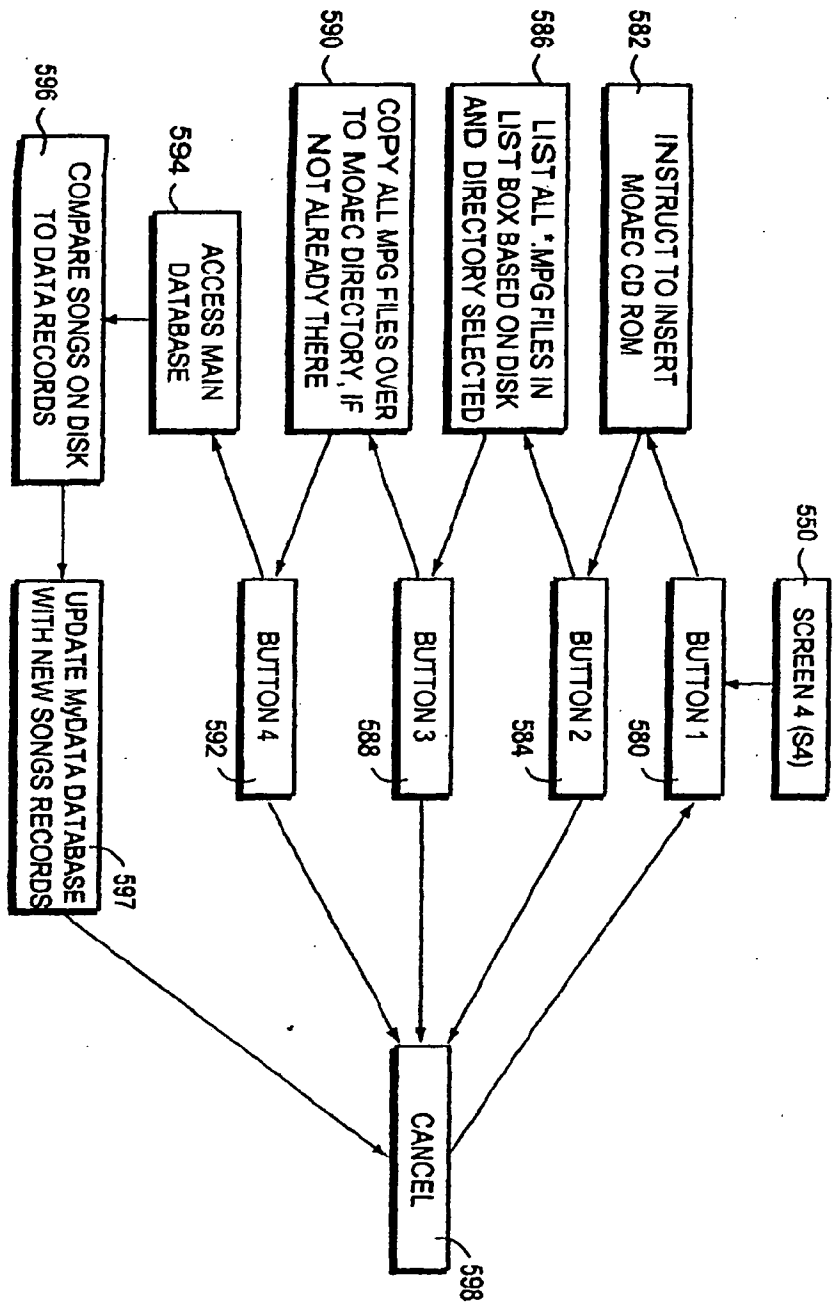 550
SCREEN 4 (S4)
582
INSTRUCT TO INSERT
MOAEC CD ROM
BUTTON 1
580
586
LIST ALL *.MPG FILES IN
LIST BOX BASED ON DISK
AND DIRECTORY SELECTED
BUTTON 2
584
590
COPY ALL MPG FILES OVER
TO MOAEC DIRECTORY, IF
NOT ALREADY THERE
BUTTON 3
588
CANCEL
598
594
ACCESS MAIN
DATABASE
BUTTON 4
592
596
COMPARE SONGS ON DISK
TO DATA RECORDS
UPDATE MyDATA DATABASE
WITH NEW SONGS RECORDS
597